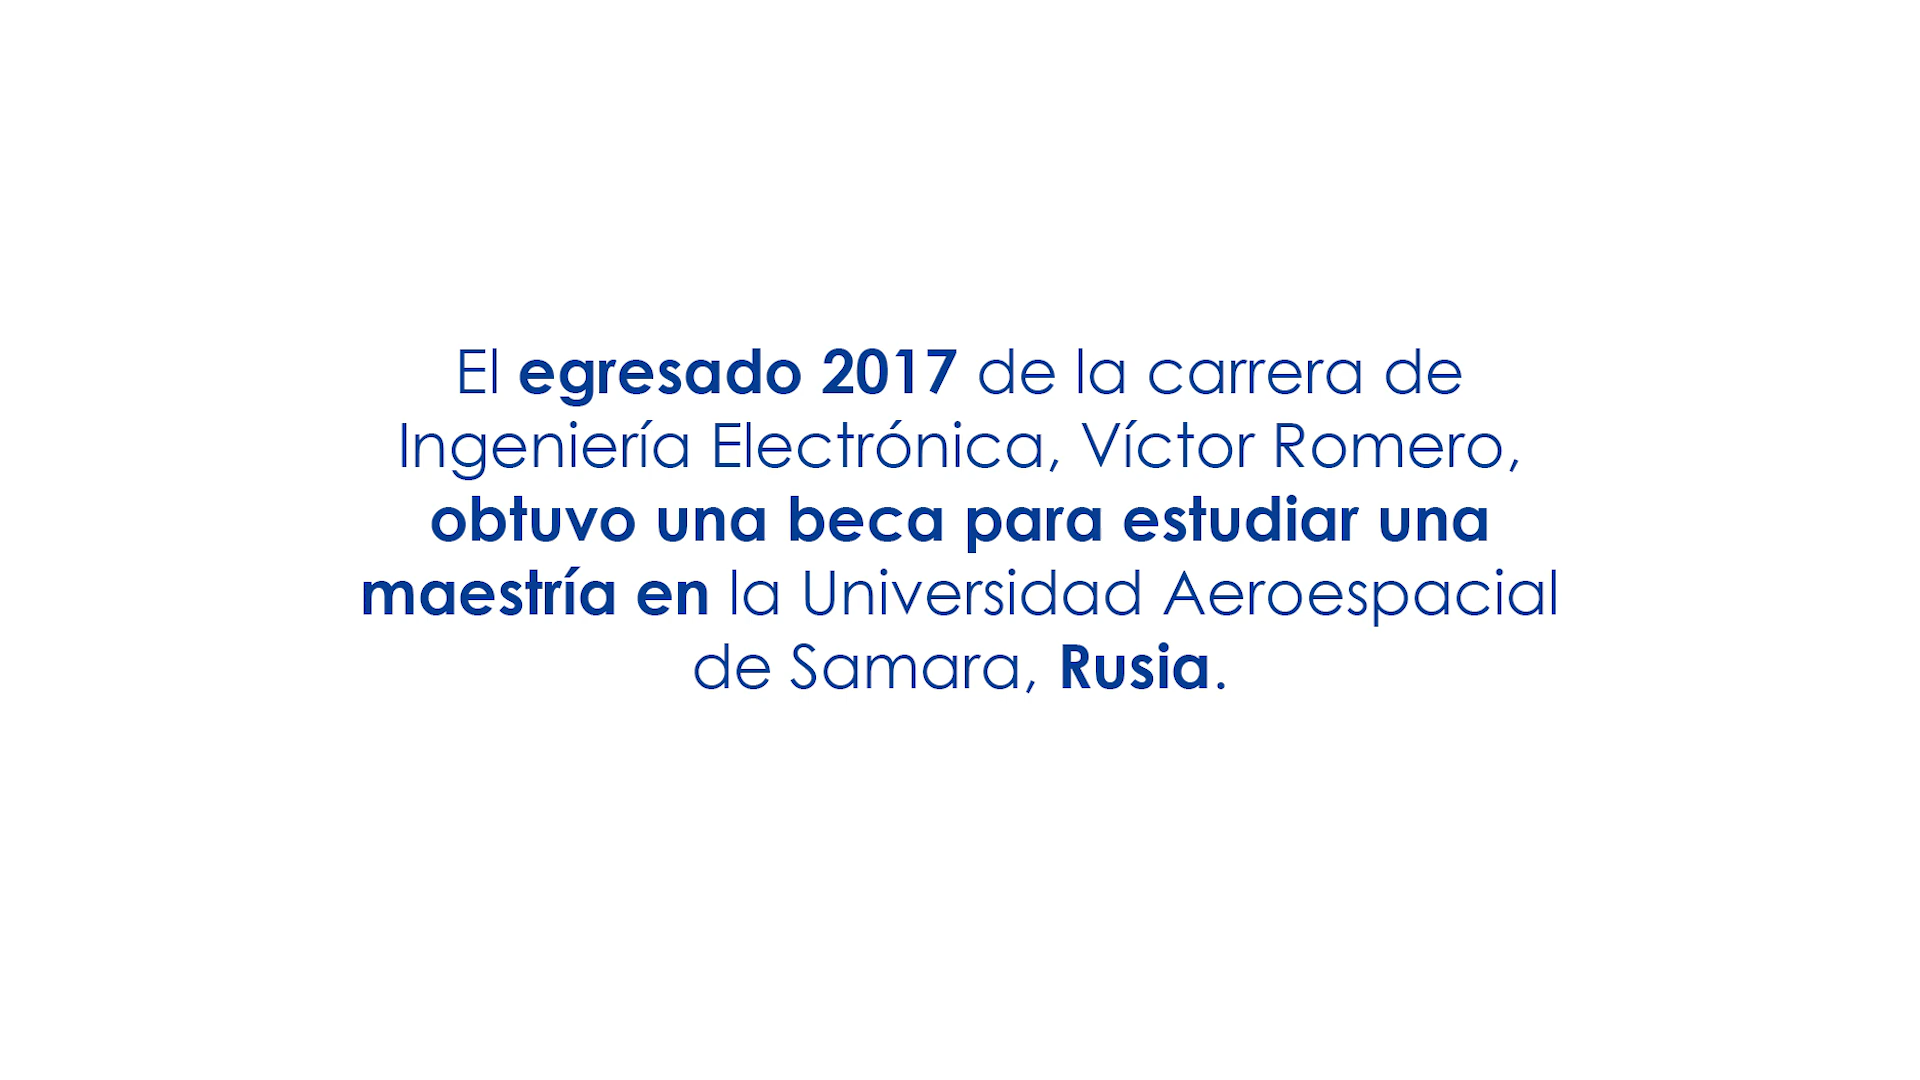 El egresado 2017 de la carrera de
Ingeniería Electrónica, Víctor Romero,
obtuvo una beca para estudiar una
maestría en la Universidad Aeroespacial
de Samara, Rusia.